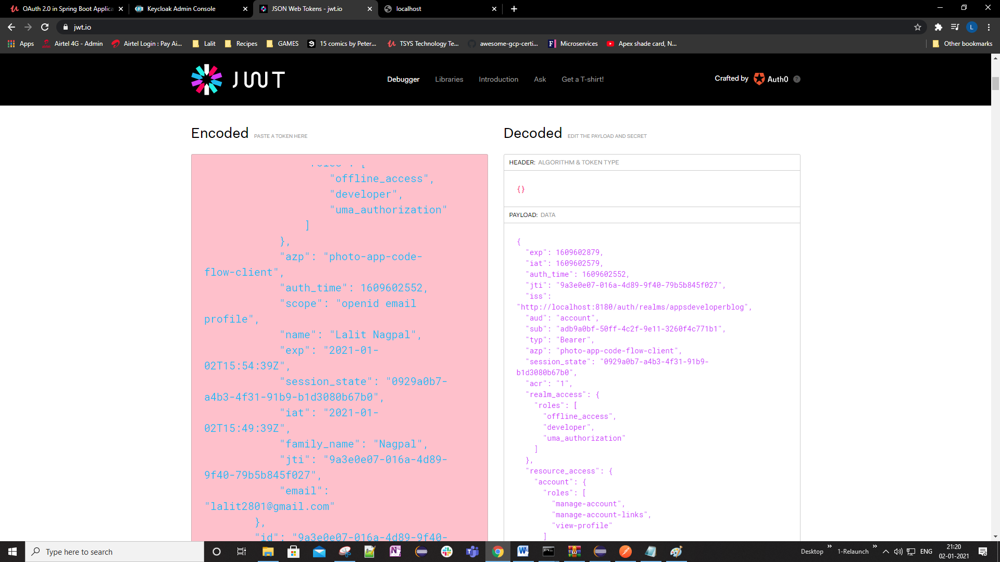 OAuth 2.0 in Spring Boot Applica
Keycloak Admin Console
JSON Web Tokens - jwt.io
localhost
jwt.io
L
Apps
Airtel 4G - Admin
Airtel Login : Pay Ai...
Lalit
Recipes
GAMES
15 comics by Peter...
TSYS Technology Te...
awesome-gcp-certi...
Microservices
Apex shade card, N...
Other bookmarks
JWT
Debugger
Libraries
Introduction
Ask
Get a T-shirt!
Crafted by
Auth0
?
Encoded PASTE A TOKEN HERE
"offline_access",
"developer",
"uma_authorization"
]
},
"azp": "photo-app-code-
flow-client",
"auth_time": 1609602552,
"scope": "openid email
profile",
"name": "Lalit Nagpal",
"exp": "2021-01-
02T15:54:39Z",
"session_state": "0929a0b7-
a4b3-4f31-91b9-b1d3080b67b0",
"iat": "2021-01-
02T15:49:39Z",
"family_name": "Nagpal",
"jti": "9a3e0e07-016a-4d89-
9f40-79b5b845f027",
"email":
"lalit2801@gmail.com"
},
"id": "9a3e0e07-016a-4d89-9f40-
Decoded EDIT THE PAYLOAD AND SECRET
HEADER: ALGORITHM & TOKEN TYPE
{}
PAYLOAD: DATA
{
"exp": 1609602879,
"iat": 1609602579,
"auth_time": 1609602552,
"jti": "9a3e0e07-016a-4d89-9f40-79b5b845f027",
"iss":
"http://localhost:8180/auth/realms/appsdeveloperblog",
"aud": "account",
"sub": "adb9a0bf-50ff-4c2f-9e11-3260f4c771b1",
"typ": "Bearer",
"azp": "photo-app-code-flow-client",
"session_state": "0929a0b7-a4b3-4f31-91b9-
b1d3080b67b0",
"acr": "1",
"realm_access": {
"roles": [
"offline_access",
"developer",
"uma_authorization"
]
},
"resource_access": {
"account": {
"roles": [
"manage-account",
"manage-account-links",
"view-profile"
]
Type here to search
Desktop
1-Relaunch
ENG
21:20
02-01-2021